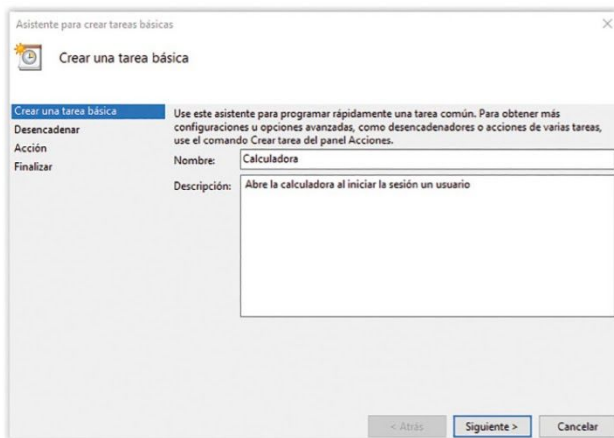 Asistente para crear tareas básicas
Crear una tarea básica
Crear una tarea básica
Desencadenar
Acción
Finalizar
Use este asistente para programar rápidamente una tarea común. Para obtener más
configuraciones u opciones avanzadas, como desencadenadores o acciones de varias tareas,
use el comando Crear tarea del panel Acciones.
Nombre: Calculadora
Descripción: Abre la calculadora al iniciar la sesión un usuario
< Atrás Siguiente > Cancelar